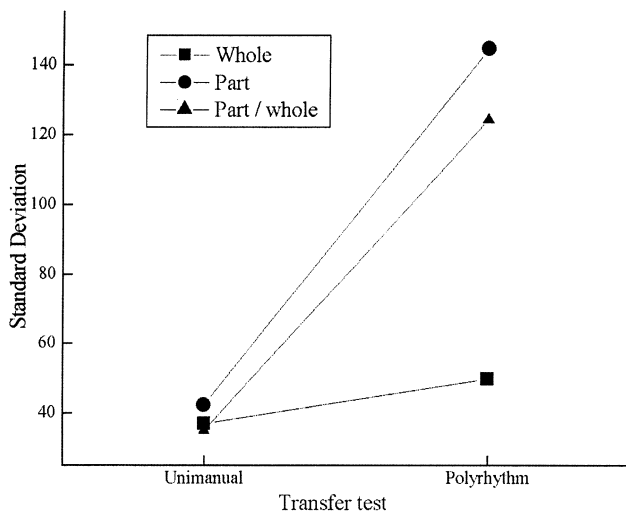 Whole
Part
Part / whole
140
120
100
80
60
40
Standard Deviation
Unimanual
Polyrhythm
Transfer test